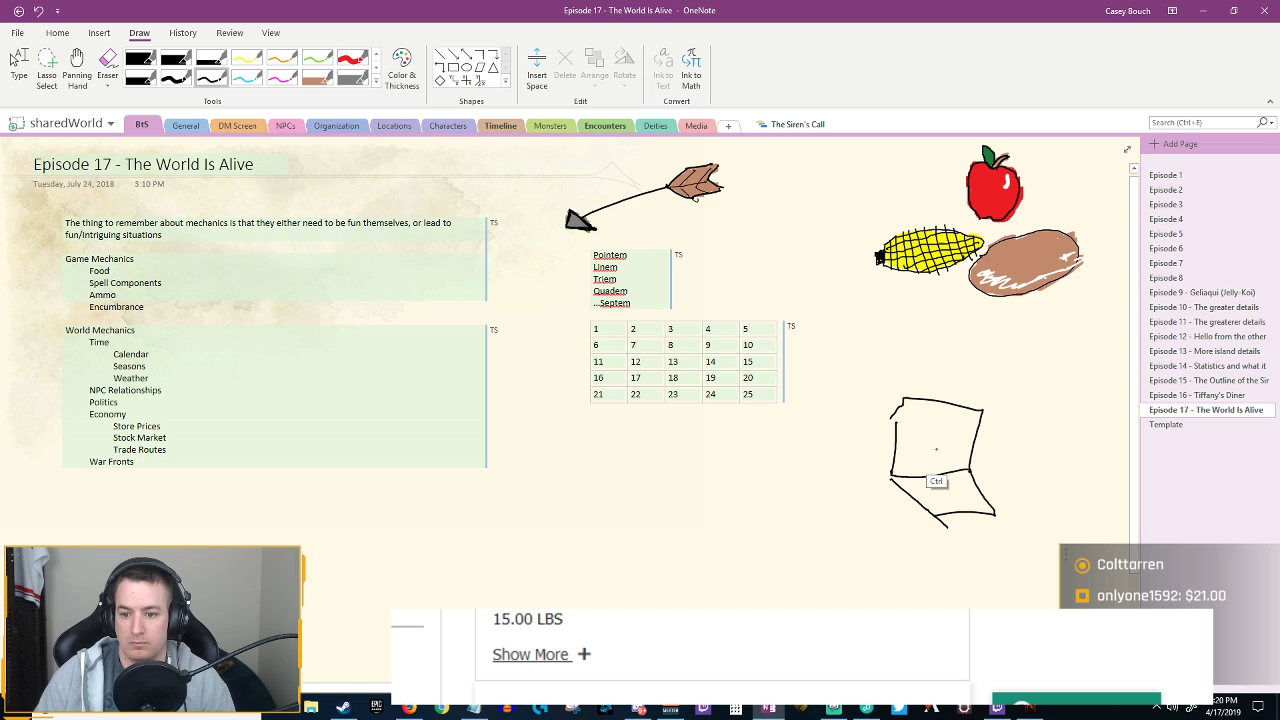 Episode 17 - The World Is Alive - OneNote
Casey Bouch
File
Home
Insert
Draw
History
Review
View
Type
Lasso Select
Panning Hand
Eraser
Color & Thickness
Insert Space
Delete
Arrange
Rotate
Ink to Text
Ink to Math
Tools
Shapes
Edit
Convert
sharedWorld
BtS
General
DM Screen
NPCs
Organization
Locations
Characters
Timeline
Monsters
Encounters
Deities
Media
The Siren's Call
Search (Ctrl+E)
Add Page
Episode 17 - The World Is Alive
Tuesday, July 24, 2018
3:10 PM
The thing to remember about mechanics is that they either need to be fun themselves, or lead to
fun/intriguing situations
TS
Game Mechanics
Food
Spell Components
Ammo
Encumbrance
World Mechanics
TS
Time
Calendar
Seasons
Weather
NPC Relationships
Politics
Economy
Store Prices
Stock Market
Trade Routes
War Fronts
Pointem
TS
Linem
Triem
Quadem
...Septem
1 2 3 4 5
TS
6 7 8 9 10
11 12 13 14 15
16 17 18 19 20
21 22 23 24 25
Ctrl
Episode 1
Episode 2
Episode 3
Episode 4
Episode 5
Episode 6
Episode 7
Episode 8
Episode 9 - Geliaqui (Jelly-Koi)
Episode 10 - The greater details
Episode 11 - The greaterer details
Episode 12 - Hello from the other
Episode 13 - More island details
Episode 14 - Statistics and what it
Episode 15 - The Outline of the Sir
Episode 16 - Tiffany's Diner
Episode 17 - The World Is Alive
Template
Colttarren
onlyone1592: $21.00
15.00 LBS
Show More +
:20 PM
4/17/2019